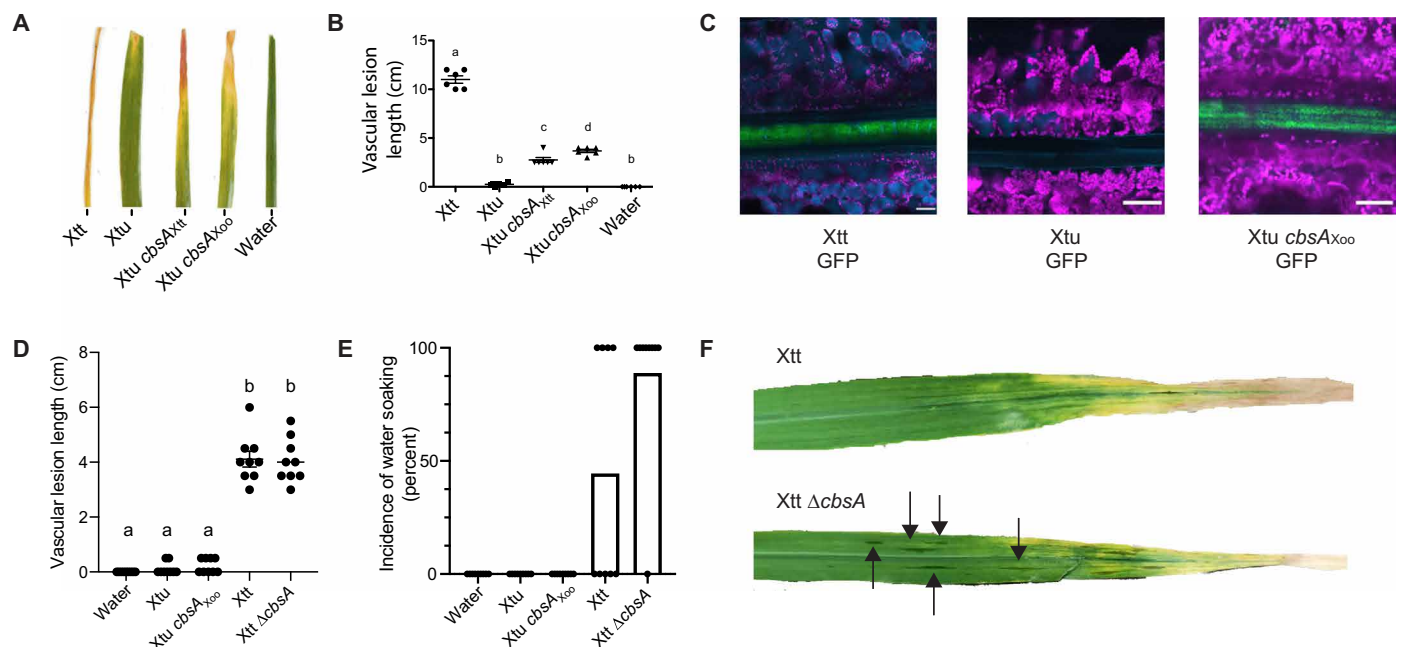 A
Xtt
Xtu
Xtu cbsAXtt
Xtu cbsAXoo
Water
B
Vascular lesion
length (cm)
15
10
5
0
a
b
c
d
b
Xtt
Xtu
Xtu cbsAXtt
Xtu cbsAXoo
Water
C
Xtt
GFP
Xtu
GFP
Xtu cbsAXoo
GFP
D
Vascular lesion length (cm)
8
6
4
2
0
a
a
a
b
b
Water
Xtu
Xtu cbsAXoo
Xtt
Xtt ΔcbsA
E
Incidence of water soaking
(percent)
100
50
0
Water
Xtu
Xtu cbsAXoo
Xtt
Xtt ΔcbsA
F
Xtt
Xtt ΔcbsA